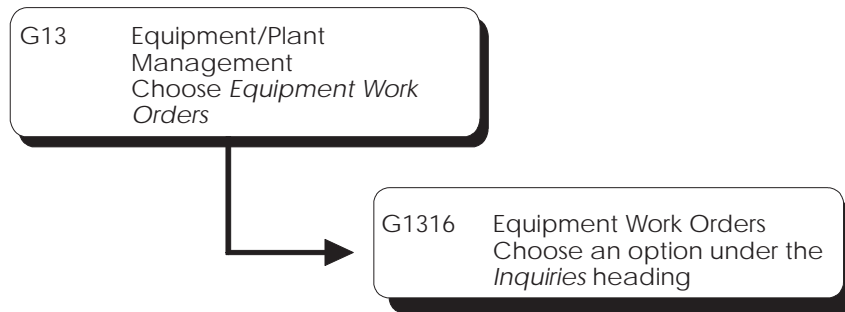 G13 Equipment/Plant
Management
Choose Equipment Work
Orders
G1316 Equipment Work Orders
Choose an option under the
Inquiries heading